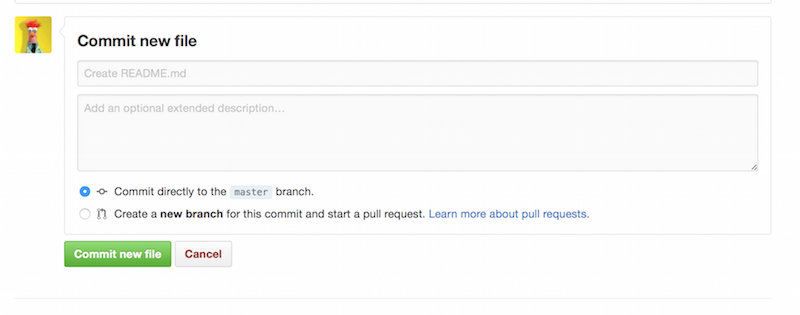 Commit new file
Create README.md
Add an optional extended description...
Commit directly to the master branch.
Create a new branch for this commit and start a pull request. Learn more about pull requests.
Commit new file
Cancel